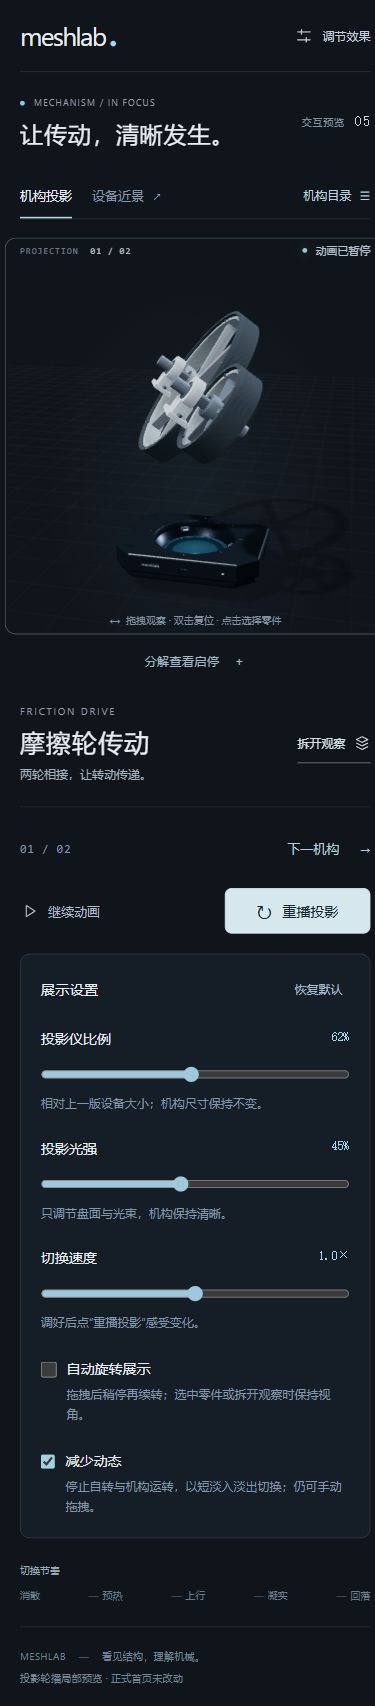 meshlab.
调节效果
MECHANISM / IN FOCUS
让传动，清晰发生。
交互预览 05
机构投影 设备近景 ↗ 机构目录 ☰
PROJECTION 01 / 02
动画已暂停
↔ 拖拽观察 · 双击复位 · 点击选择零件
分解查看启停 +
FRICTION DRIVE
摩擦轮传动
拆开观察
两轮相接，让转动传递。
01 / 02 下一机构 →
继续动画 重播投影
展示设置 恢复默认
投影仪比例 62%
相对上一版设备大小；机构尺寸保持不变。
投影光强 45%
只调节盘面与光束，机构保持清晰。
切换速度 1.0×
调好后点“重播投影”感受变化。
自动旋转展示
拖拽后稍停再续转；选中零件或拆开观察时保持视
角。
减少动态
停止自转与机构运转，以短淡入淡出切换；仍可手动
拖拽。
切换节奏
消散 — 预热 — 上行 — 凝实 — 回落
MESHLAB — 看见结构，理解机械。
投影轮播局部预览 · 正式首页未改动